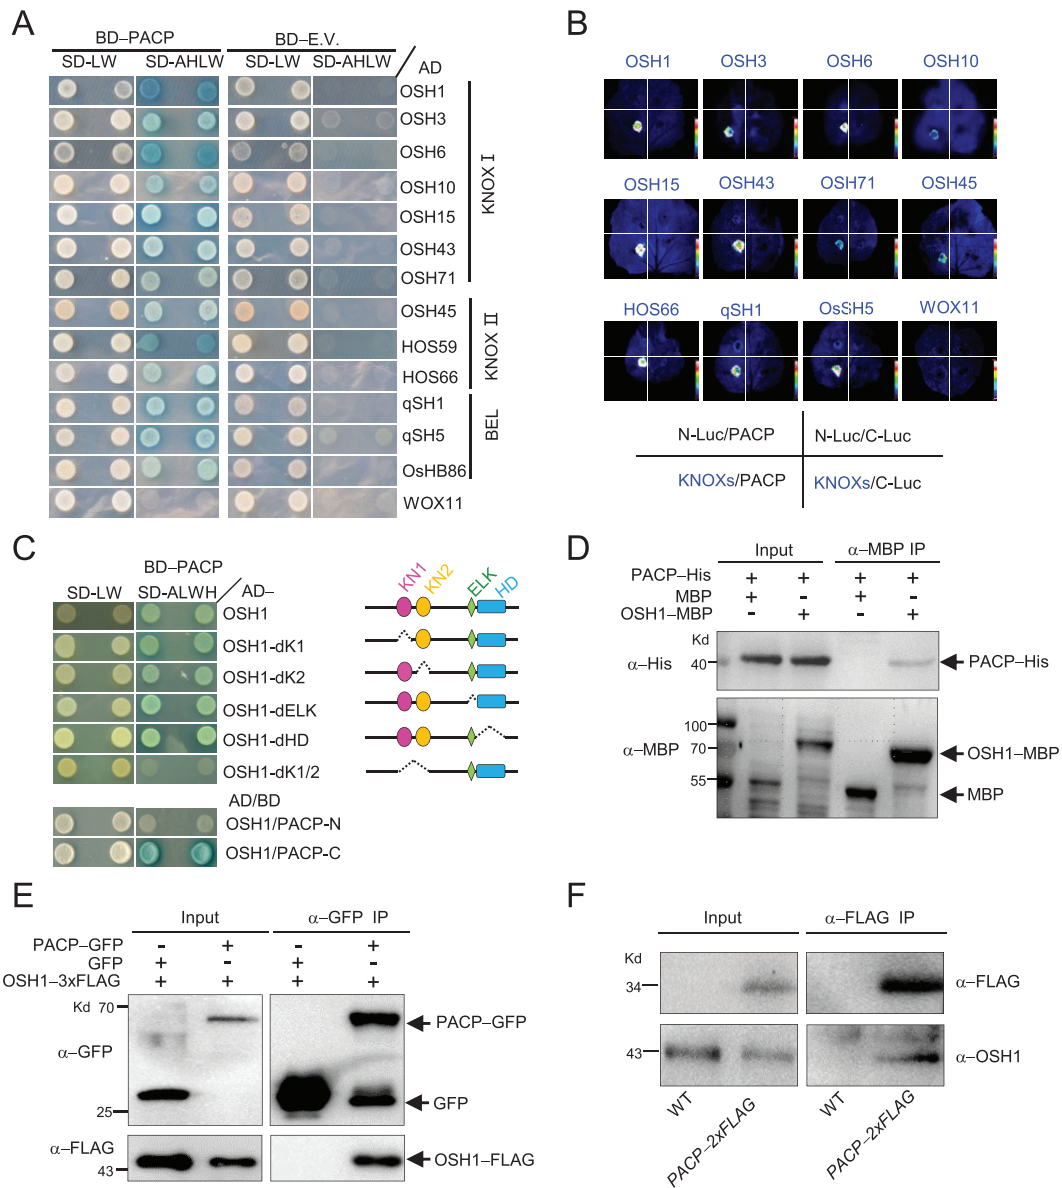 A
BD–PACP
BD–E.V.
SD-LW
SD-AHLW
SD-LW
SD-AHLW
AD
OSH1
OSH3
OSH6
OSH10
OSH15
OSH43
OSH71
OSH45
HOS59
HOS66
qSH1
qSH5
OsHB86
WOX11
KNOX I
KNOX II
BEL
B
OSH1
OSH3
OSH6
OSH10
OSH15
OSH43
OSH71
OSH45
HOS66
qSH1
OsSH5
WOX11
N-Luc/PACP
N-Luc/C-Luc
KNOXs/PACP
KNOXs/C-Luc
C
BD–PACP
SD-LW
SD-ALWH
AD–
OSH1
OSH1-dK1
OSH1-dK2
OSH1-dELK
OSH1-dHD
OSH1-dK1/2
AD/BD
OSH1/PACP-N
OSH1/PACP-C
KN1
KN2
ELK
HD
D
Input
α–MBP IP
PACP–His + + + +
MBP + - + -
OSH1–MBP - + - +
Kd
α–His
40
PACP–His
100
α–MBP
70
55
OSH1–MBP
MBP
E
Input
α–GFP IP
PACP–GFP - + - +
GFP + - + -
OSH1–3xFLAG + + + +
Kd 70
PACP–GFP
α–GFP
25
GFP
α–FLAG
43
OSH1–FLAG
F
Input
α–FLAG IP
Kd
34
α–FLAG
43
α–OSH1
WT
PACP–2xFLAG
WT
PACP–2xFLAG